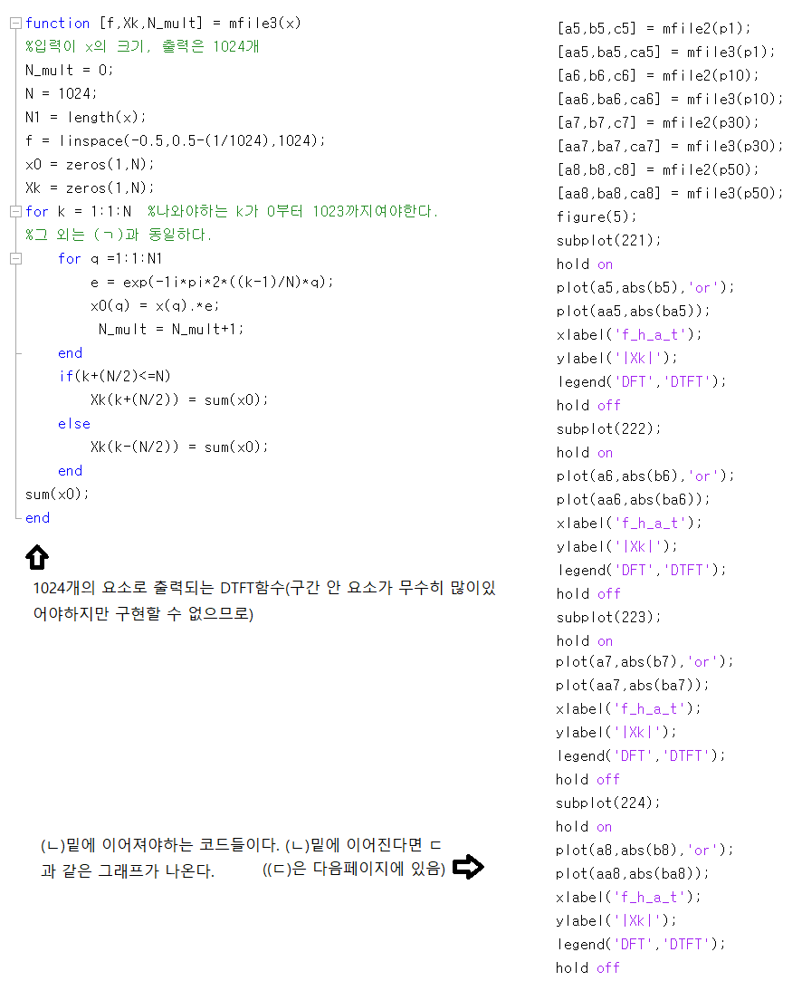 function [f,Xk,N_mult] = mfile3(x)
%입력이 x의 크기, 출력은 1024개
N_mult = 0;
N = 1024;
N1 = length(x);
f = linspace(-0.5,0.5-(1/1024),1024);
x0 = zeros(1,N);
Xk = zeros(1,N);
for k = 1:1:N  %나와야하는 k가 0부터 1023까지여야한다.
%그 외는 (ㄱ)과 동일하다.
for q =1:1:N1
e = exp(-1i*pi*2*((k-1)/N)*q);
x0(q) = x(q).*e;
N_mult = N_mult+1;
end
if(k+(N/2)<=N)
Xk(k+(N/2)) = sum(x0);
else
Xk(k-(N/2)) = sum(x0);
end
sum(x0);
end
1024개의 요소로 출력되는 DTFT함수(구간 안 요소가 무수히 많이있
어야하지만 구현할 수 없으므로)
(ㄴ)밑에 이어져야하는 코드들이다. (ㄴ)밑에 이어진다면 ㄷ
과 같은 그래프가 나온다. ((ㄷ)은 다음페이지에 있음)
[a5,b5,c5] = mfile2(p1);
[aa5,ba5,ca5] = mfile3(p1);
[a6,b6,c6] = mfile2(p10);
[aa6,ba6,ca6] = mfile3(p10);
[a7,b7,c7] = mfile2(p30);
[aa7,ba7,ca7] = mfile3(p30);
[a8,b8,c8] = mfile2(p50);
[aa8,ba8,ca8] = mfile3(p50);
figure(5);
subplot(221);
hold on
plot(a5,abs(b5),'or');
plot(aa5,abs(ba5));
xlabel('f_h_a_t');
ylabel('|Xk|');
legend('DFT','DTFT');
hold off
subplot(222);
hold on
plot(a6,abs(b6),'or');
plot(aa6,abs(ba6));
xlabel('f_h_a_t');
ylabel('|Xk|');
legend('DFT','DTFT');
hold off
subplot(223);
hold on
plot(a7,abs(b7),'or');
plot(aa7,abs(ba7));
xlabel('f_h_a_t');
ylabel('|Xk|');
legend('DFT','DTFT');
hold off
subplot(224);
hold on
plot(a8,abs(b8),'or');
plot(aa8,abs(ba8));
xlabel('f_h_a_t');
ylabel('|Xk|');
legend('DFT','DTFT');
hold off